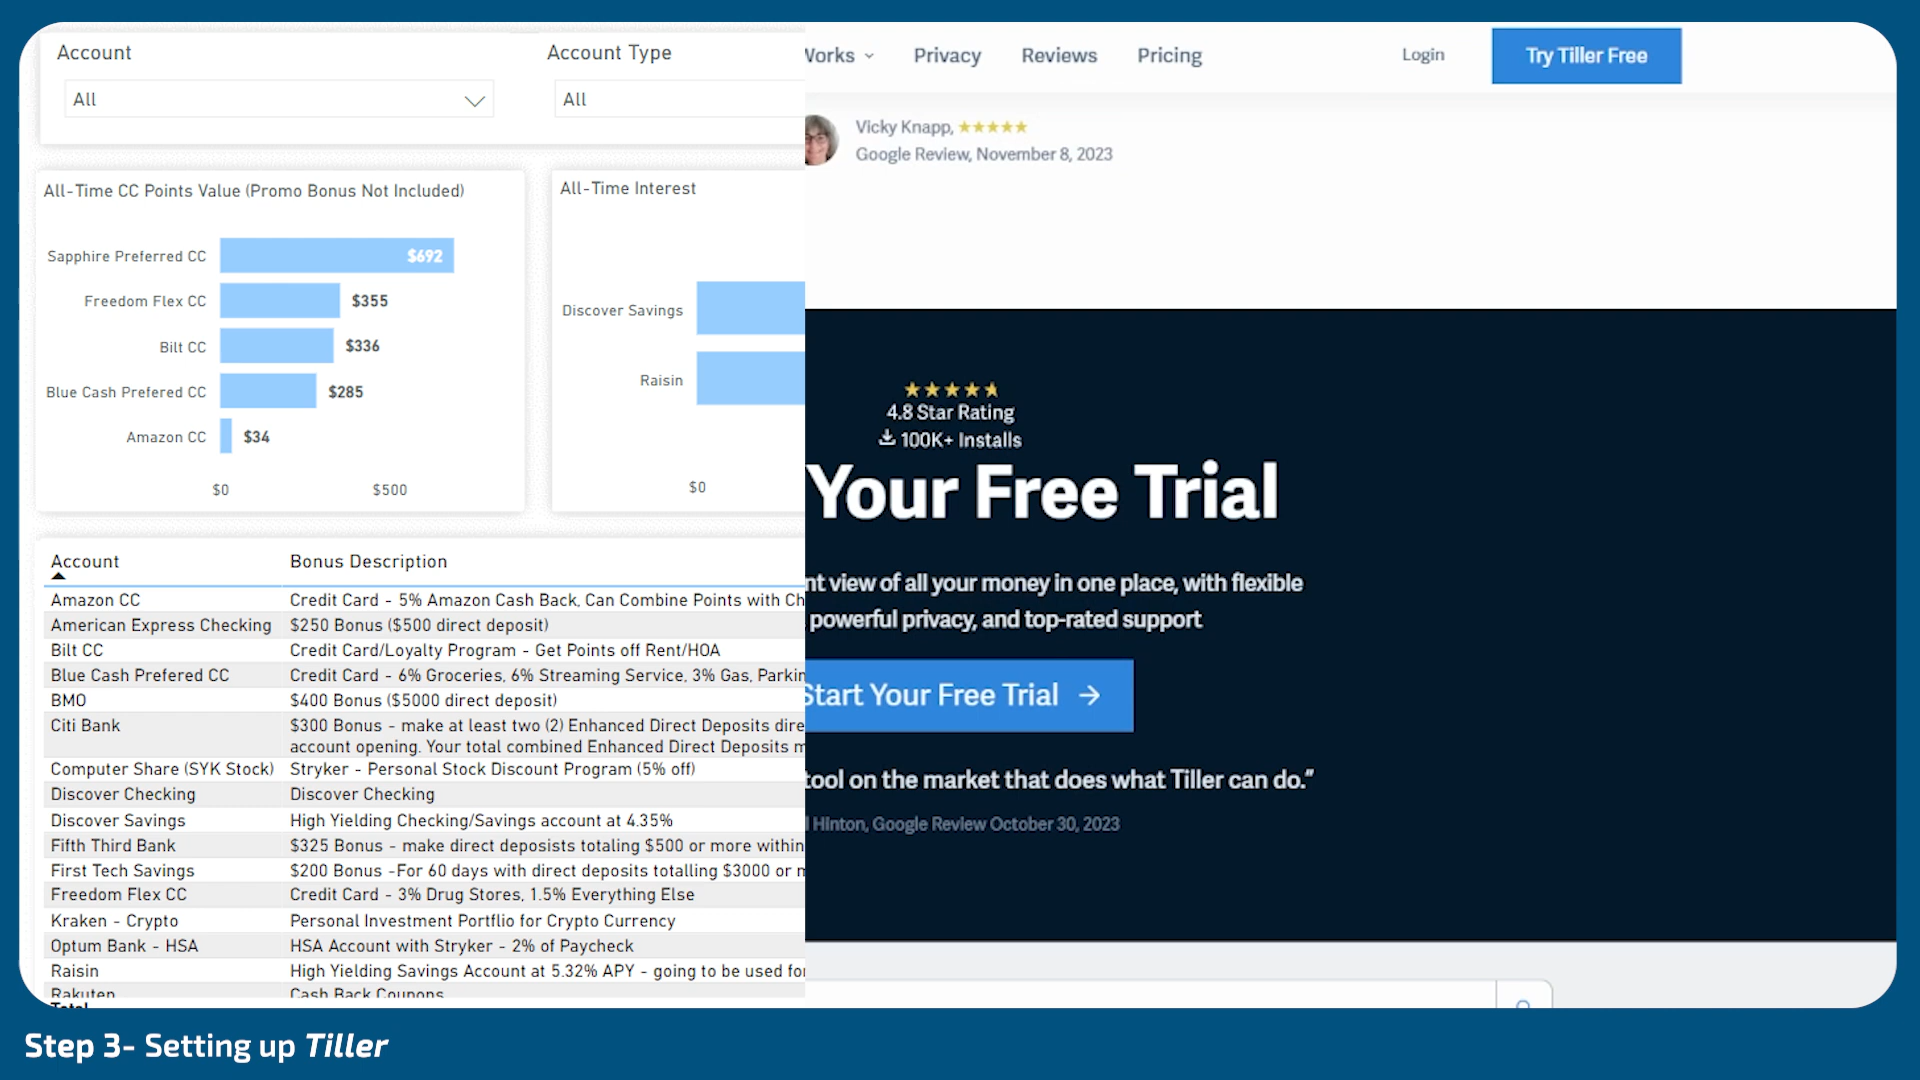 Account
All
Account Type
All
All-Time CC Points Value (Promo Bonus Not Included)
Sapphire Preferred CC $692
Freedom Flex CC $355
Bilt CC $336
Blue Cash Prefered CC $285
Amazon CC $34
$0 $500
All-Time Interest
Discover Savings
Raisin
$0
Account Bonus Description
Amazon CC Credit Card - 5% Amazon Cash Back, Can Combine Points with Ch
American Express Checking $250 Bonus ($500 direct deposit)
Bilt CC Credit Card/Loyalty Program - Get Points off Rent/HOA
Blue Cash Prefered CC Credit Card - 6% Groceries, 6% Streaming Service, 3% Gas, Parkin
BMO $400 Bonus ($5000 direct deposit)
Citi Bank $300 Bonus - make at least two (2) Enhanced Direct Deposits dire
account opening. Your total combined Enhanced Direct Deposits m
Computer Share (SYK Stock) Stryker - Personal Stock Discount Program (5% off)
Discover Checking Discover Checking
Discover Savings High Yielding Checking/Savings account at 4.35%
Fifth Third Bank $325 Bonus - make direct deposists totaling $500 or more within
First Tech Savings $200 Bonus -For 60 days with direct deposits totalling $3000 or m
Freedom Flex CC Credit Card - 3% Drug Stores, 1.5% Everything Else
Kraken - Crypto Personal Investment Portflio for Crypto Currency
Optum Bank - HSA HSA Account with Stryker - 2% of Paycheck
Raisin High Yielding Savings Account at 5.32% APY - going to be used for
Rakuten Cash Back Coupons
Total
Works Privacy Reviews Pricing Login Try Tiller Free
Vicky Knapp,
Google Review, November 8, 2023
4.8 Star Rating
100K+ Installs
Your Free Trial
nt view of all your money in one place, with flexible
powerful privacy, and top-rated support
Start Your Free Trial →
tool on the market that does what Tiller can do.”
Hinton, Google Review October 30, 2023
Step 3- Setting up Tiller